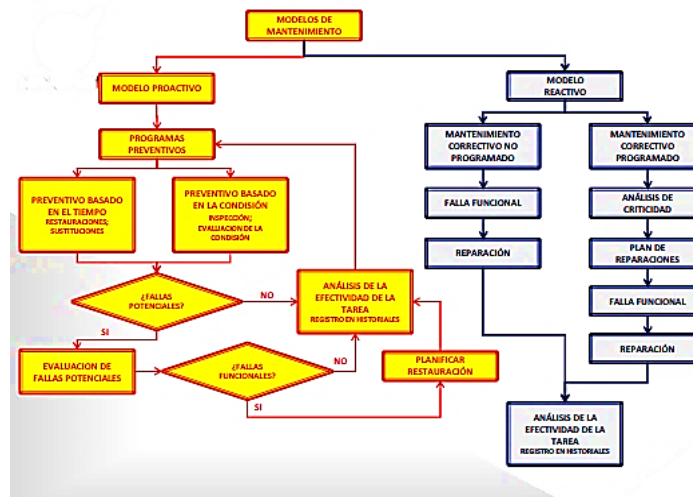 MODELOS DE
MANTENIMIENTO
MODELO PROACTIVO
MODELO
REACTIVO
PROGRAMAS
PREVENTIVOS
MANTENIMIENTO
CORRECTIVO NO
PROGRAMADO
MANTENIMIENTO
CORRECTIVO
PROGRAMADO
PREVENTIVO BASADO
EN EL TIEMPO
RESTAURACIONES;
SUSTITUCIONES
PREVENTIVO BASADO
EN LA CONDICIÓN
INSPECCIÓN;
EVALUACION DE LA
CONDICIÓN
FALLA FUNCIONAL
ANÁLISIS DE
CRITICIDAD
REPARACIÓN
PLAN DE
REPARACIONES
¿FALLAS
POTENCIALES?
NO
SI
ANÁLISIS DE LA
EFECTIVIDAD DE LA
TAREA
REGISTRO EN HISTORIALES
FALLA FUNCIONAL
EVALUACION DE
FALLAS POTENCIALES
¿FALLAS
FUNCIONALES?
NO
SI
PLANIFICAR
RESTAURACIÓN
REPARACIÓN
ANÁLISIS DE LA
EFECTIVIDAD DE LA
TAREA
REGISTRO EN HISTORIALES